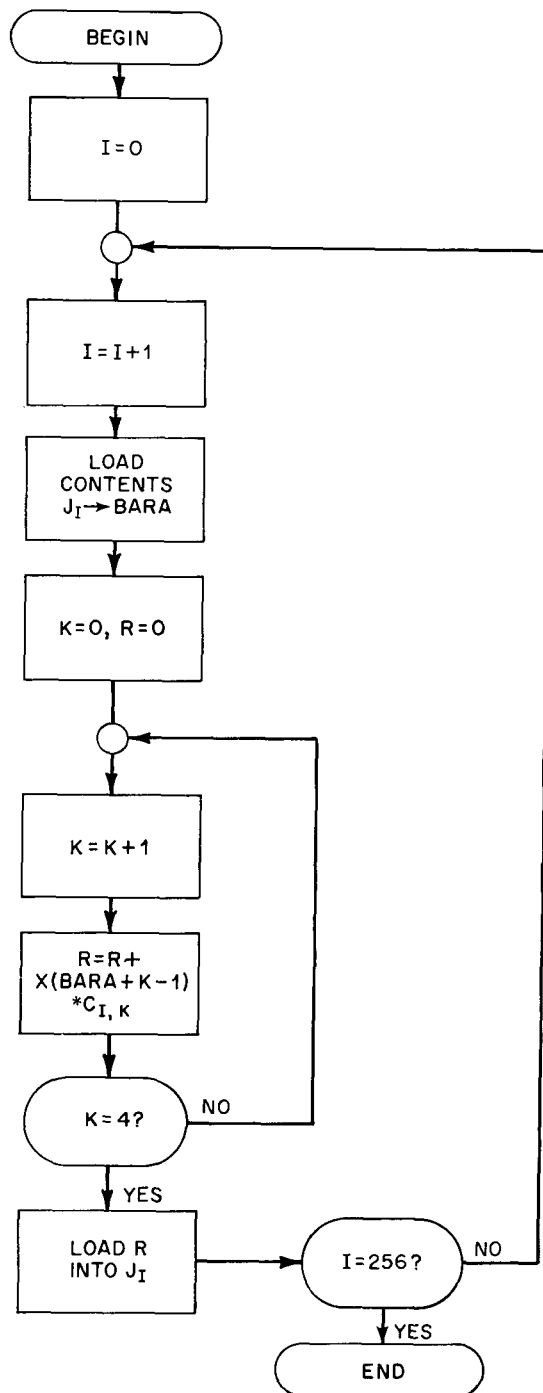 BEGIN
I=0
I=I+1
LOAD
CONTENTS
J_I→BARA
K=0, R=0
K=K+1
R=R+
X(BARA+K-1)
*C_I,K
K=4?
NO
YES
LOAD R
INTO J_I
I=256?
NO
YES
END